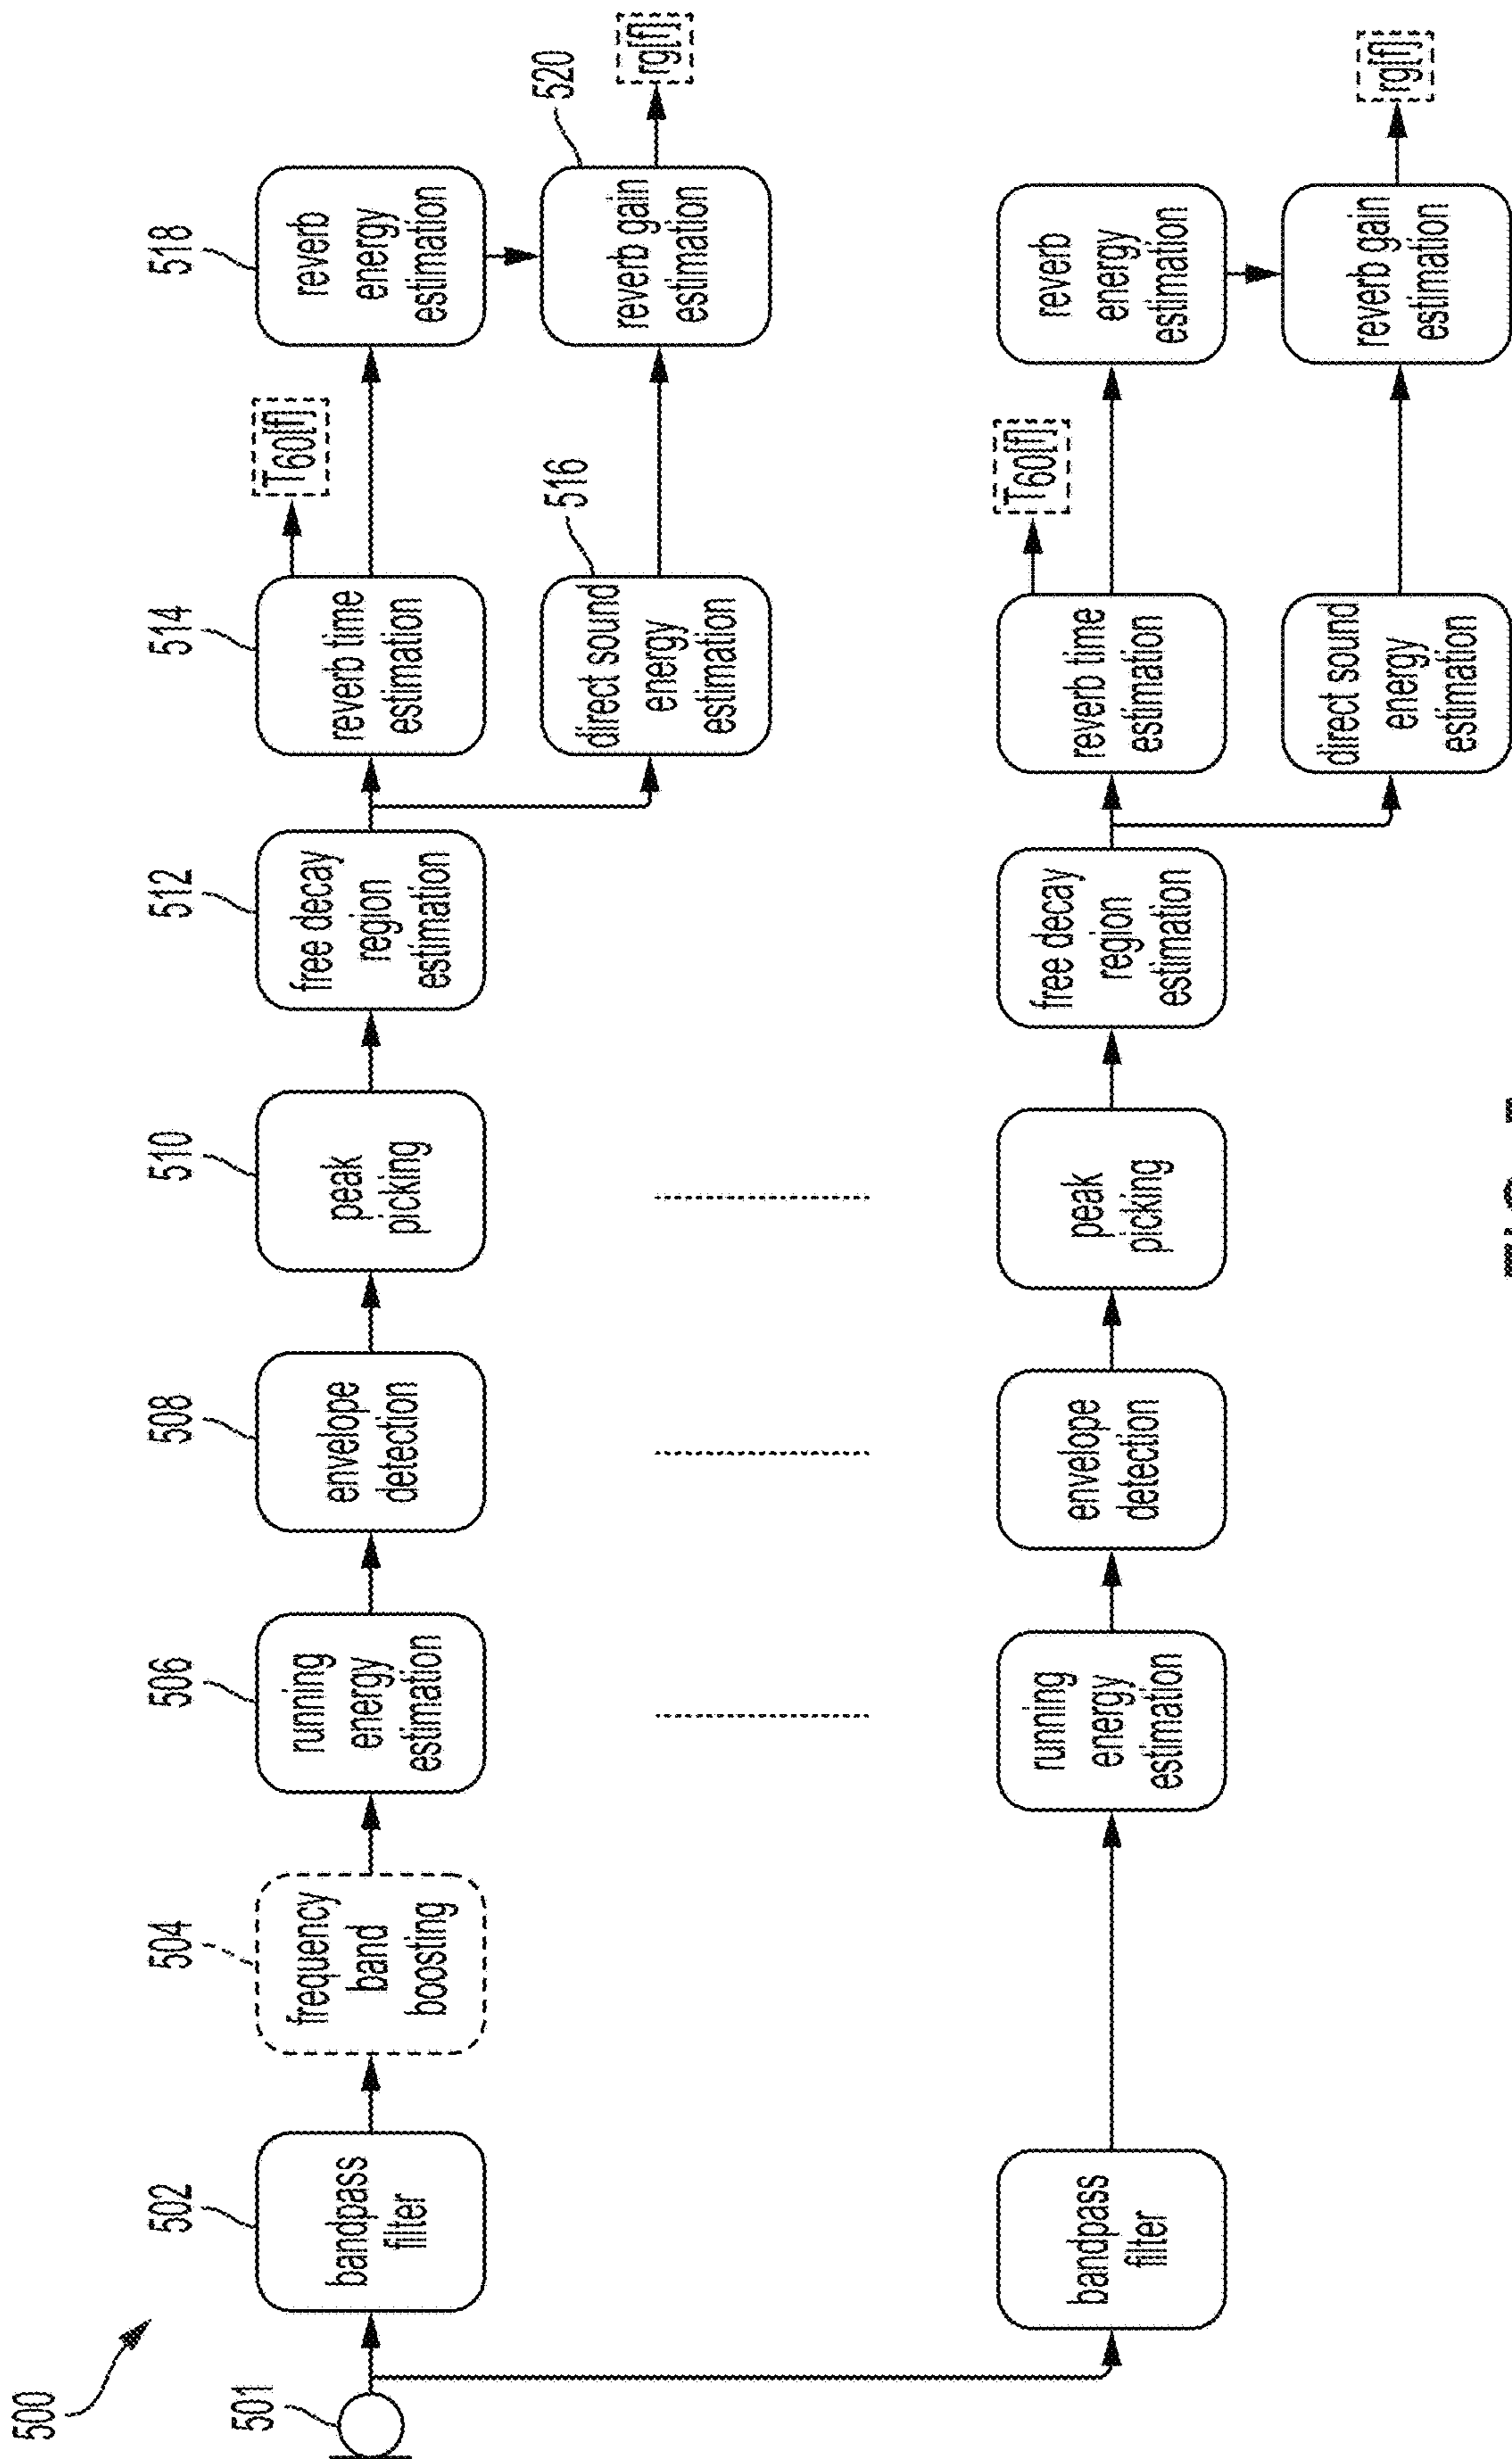 500
501
502
bandpass
filter
504
frequency
band
boosting
506
running
energy
estimation
508
envelope
detection
510
peak
picking
512
free decay
region
estimation
514
reverb time
estimation
T60[f]
516
direct sound
energy
estimation
518
reverb
energy
estimation
520
reverb gain
estimation
rg[f]
bandpass
filter
running
energy
estimation
envelope
detection
peak
picking
free decay
region
estimation
reverb time
estimation
T60[f]
direct sound
energy
estimation
reverb
energy
estimation
reverb gain
estimation
rg[f]